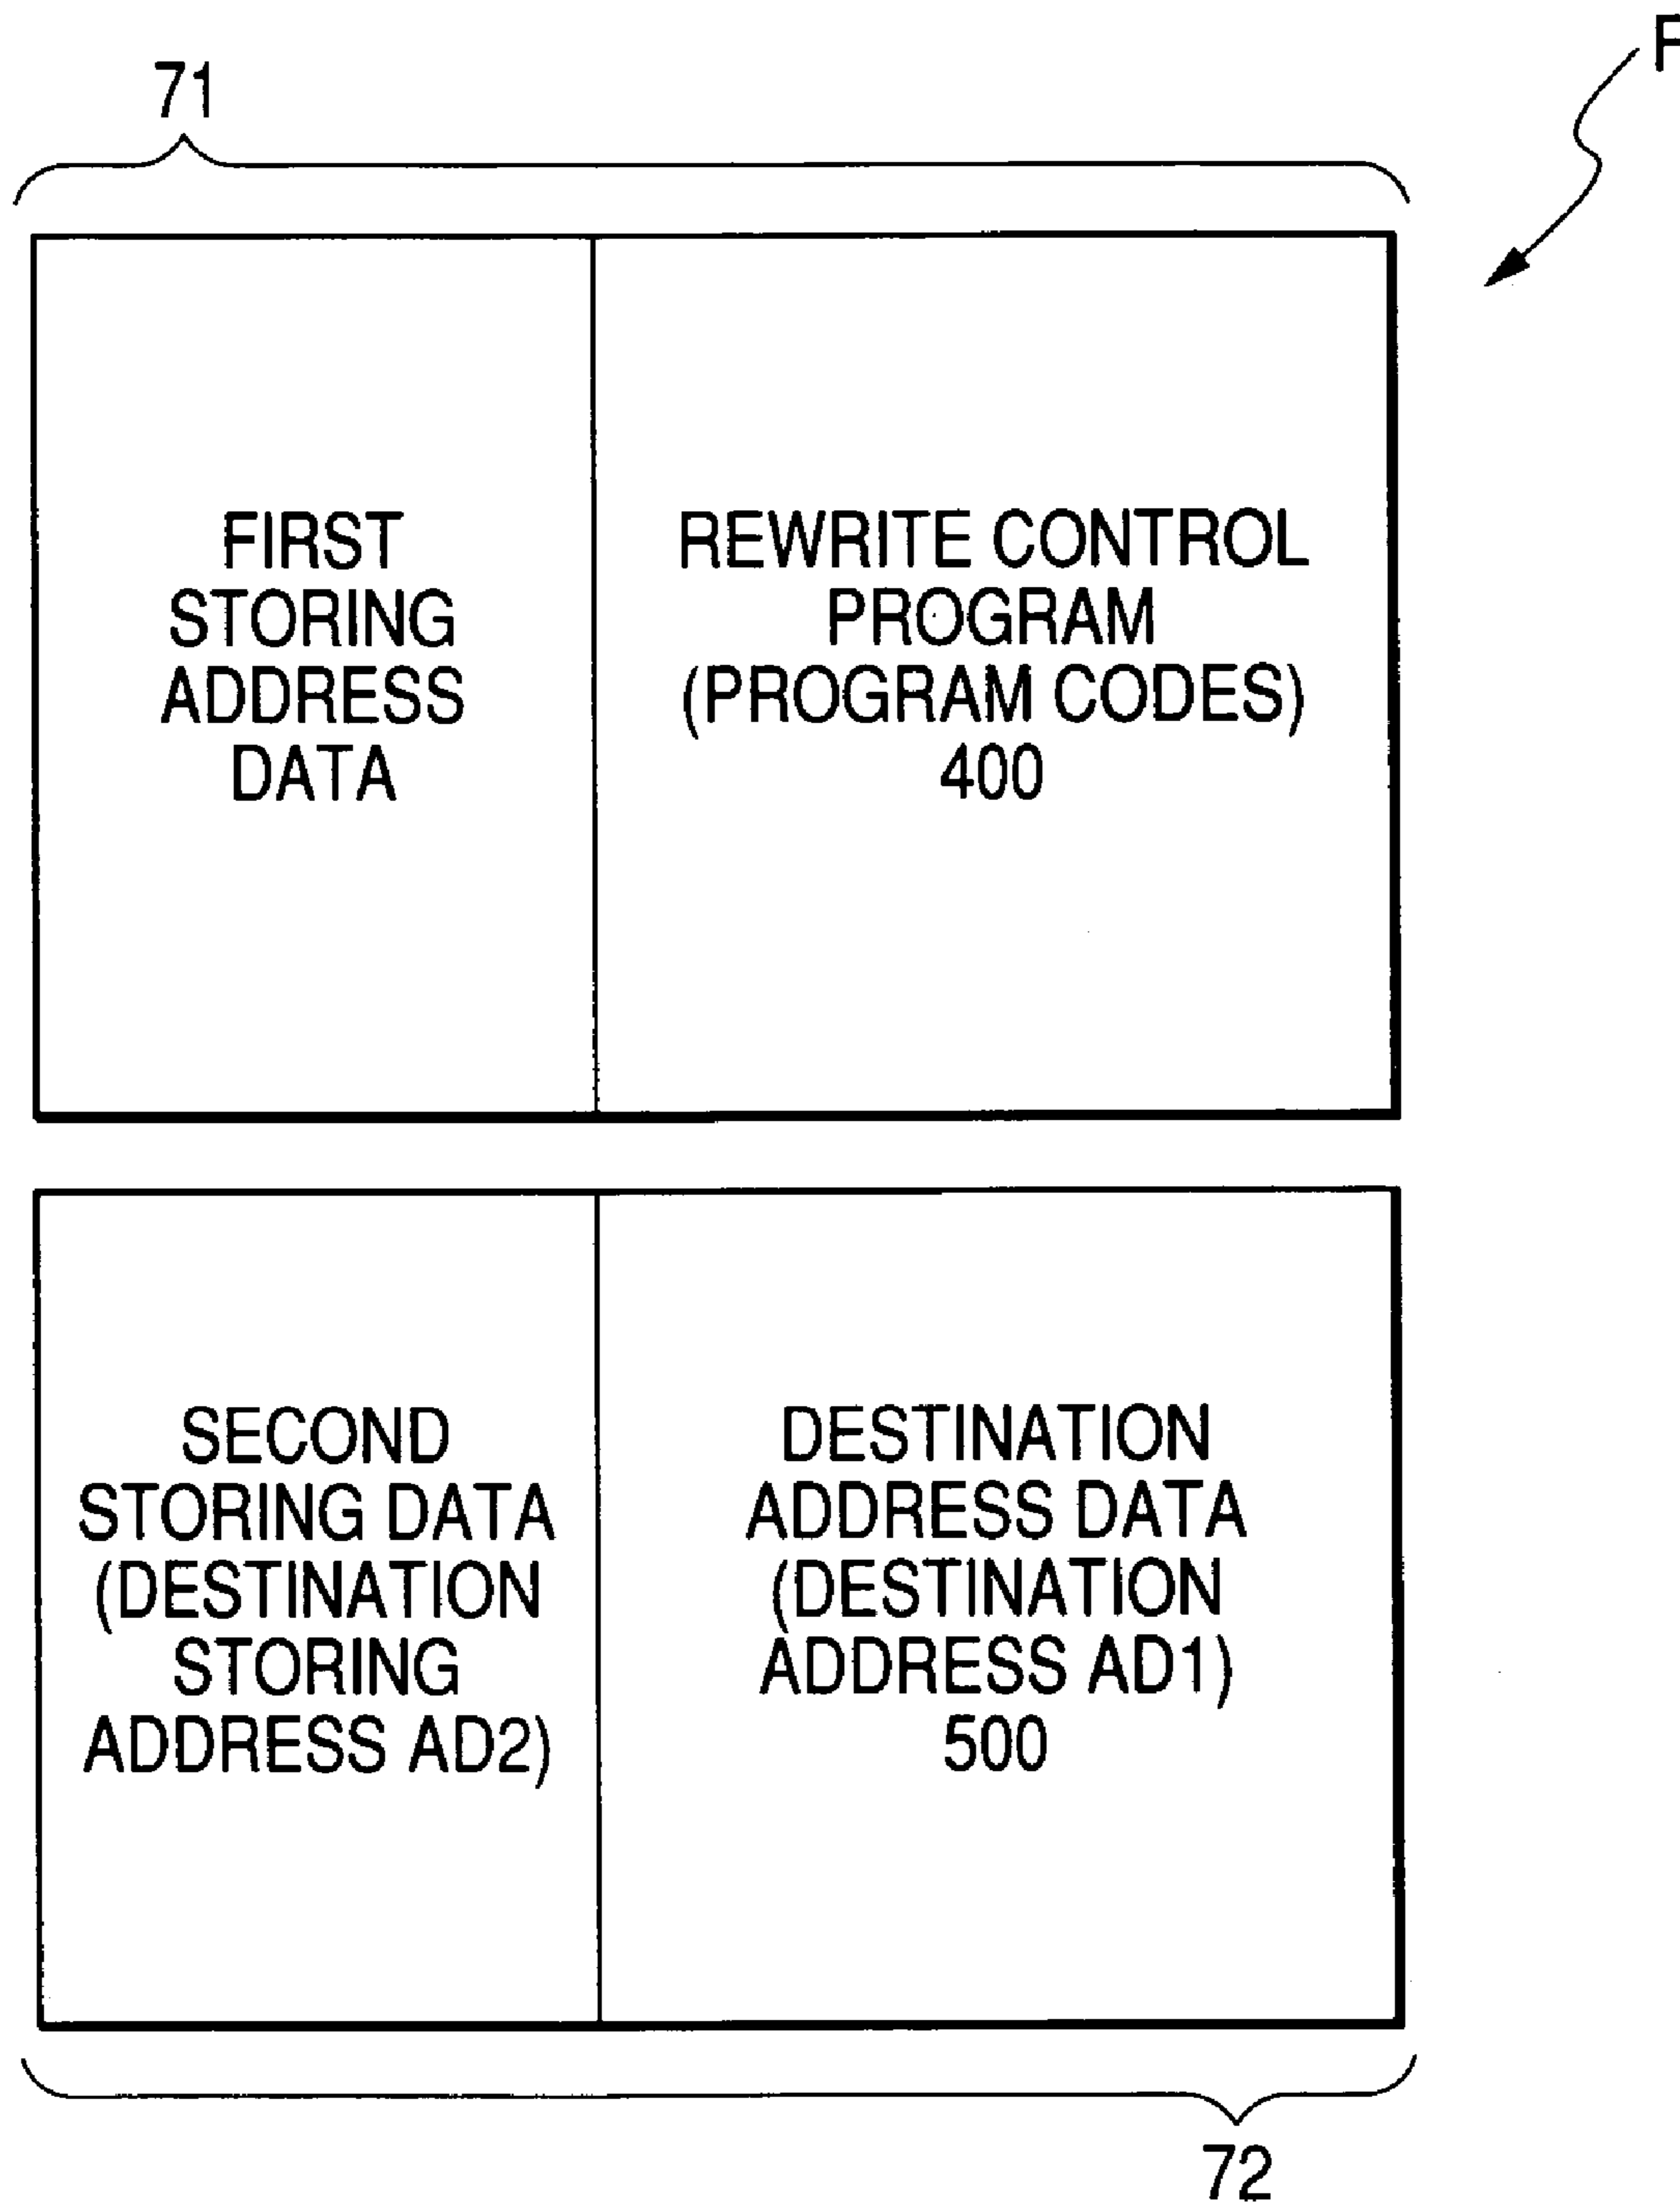 F
71
FIRST
STORING
ADDRESS
DATA
REWRITE CONTROL
PROGRAM
(PROGRAM CODES)
400
SECOND
STORING DATA
(DESTINATION
STORING
ADDRESS AD2)
DESTINATION
ADDRESS DATA
(DESTINATION
ADDRESS AD1)
500
72